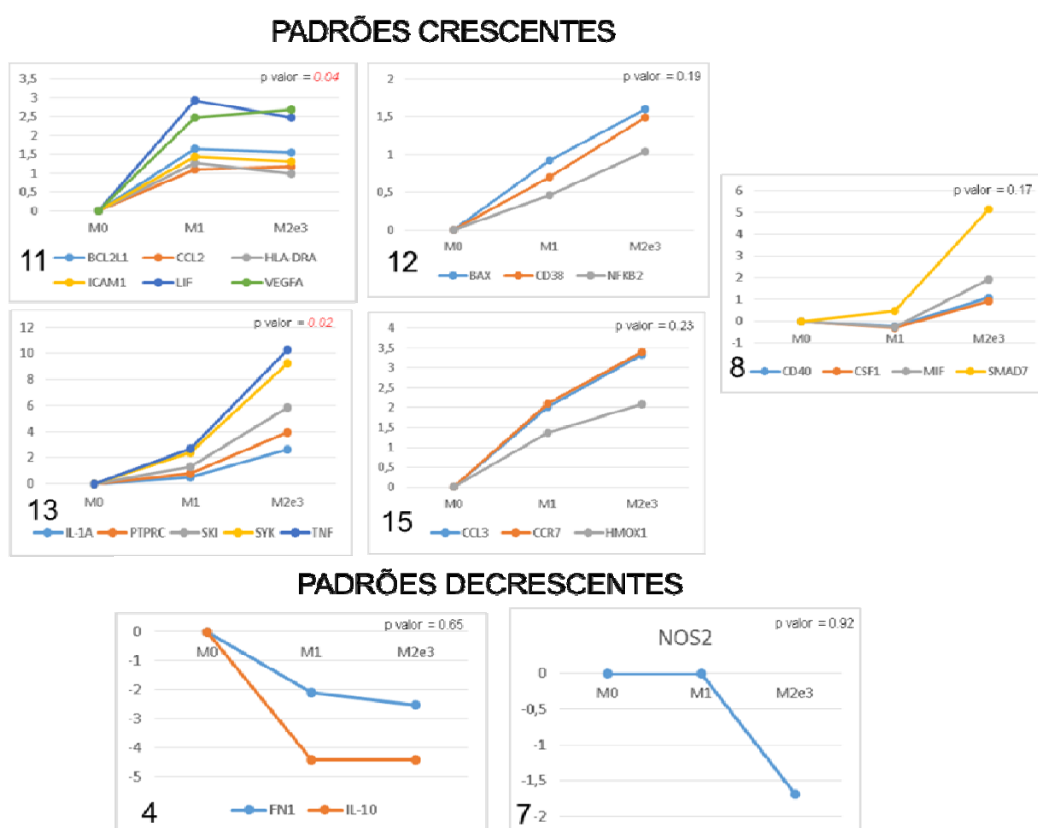 PADRÕES CRESCENTES
p valor = 0.04
3,5
3
2,5
2
1,5
1
0,5
0
M0 M1 M2e3
BCL2L1 CCL2 HLA-DRA
ICAM1 LIF VEGFA
11
p valor = 0.19
2
1,5
1
0,5
0
M0 M1 M2e3
BAX CD38 NFKB2
12
p valor = 0.17
6
5
4
3
2
1
0
-1
M0 M1 M2e3
CD40 CSF1 MIF SMAD7
8
p valor = 0.02
12
10
8
6
4
2
0
M0 M1 M2e3
IL-1A PTPRC SKI SYK TNF
13
p valor = 0.23
4
3,5
3
2,5
2
1,5
1
0,5
0
M0 M1 M2e3
CCL3 CCR7 HMOX1
15
PADRÕES DECRESCENTES
p valor = 0.65
0
M0 M1 M2e3
-1
-2
-3
-4
-5
FN1 IL-10
4
p valor = 0.92
NOS2
0
M0 M1 M2e3
-0,5
-1
-1,5
-2
7